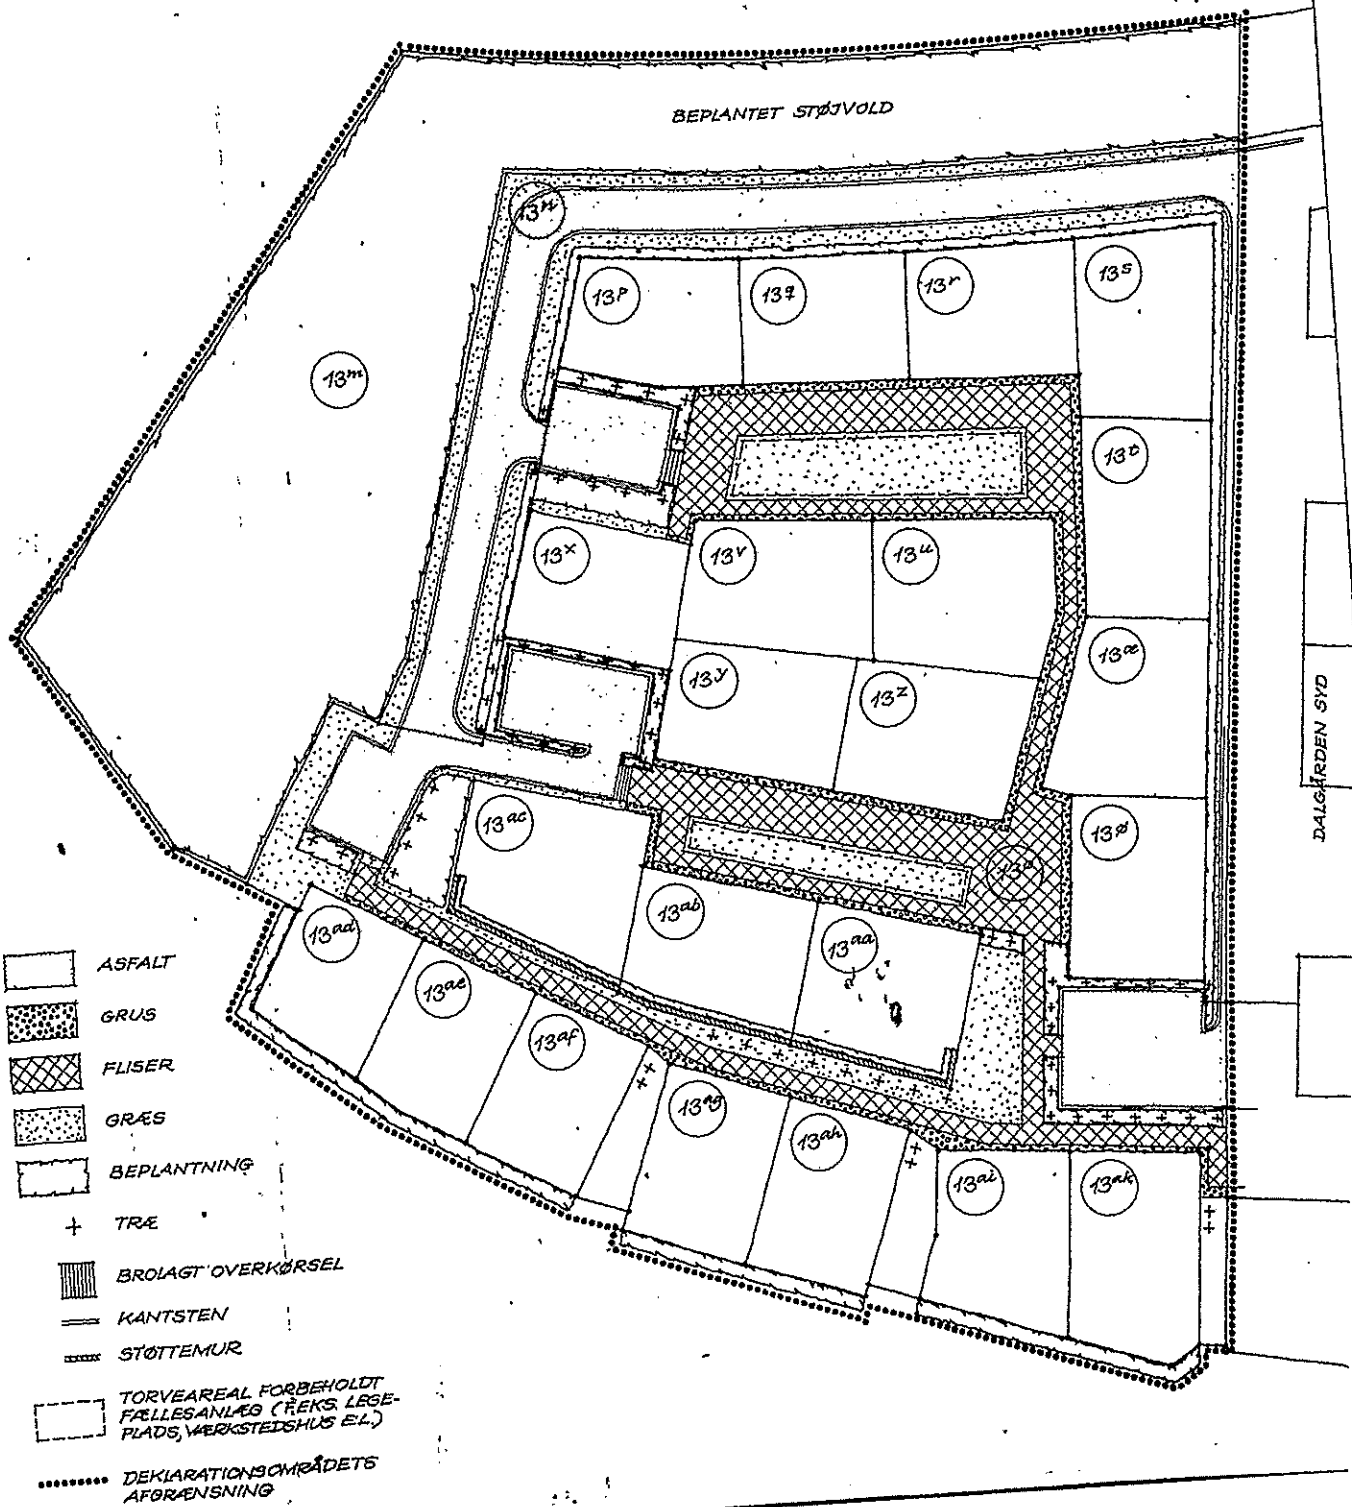 BEPLANTET STØJVOLD
13n
13p
13q
13r
13s
13m
13t
13x
13v
13u
13y
13z
13æ
DALGÅRDEN SYD
13ac
13ø
13ab
13aa
13ad
13ae
13af
13ag
13ah
13ai
13ak
ASFALT
GRUS
FLISER
GRÆS
BEPLANTNING
TRÆ
BROLAGT OVERKØRSEL
KANTSTEN
STØTTEMUR
TORVEAREAL FORBEHOLDT
FÆLLESANLÆG (F.EKS. LEGE-
PLADS, VÆRKSTEDSHUS E.L.)
DEKLARATIONSOMRÅDETS
AFGRÆNSNING